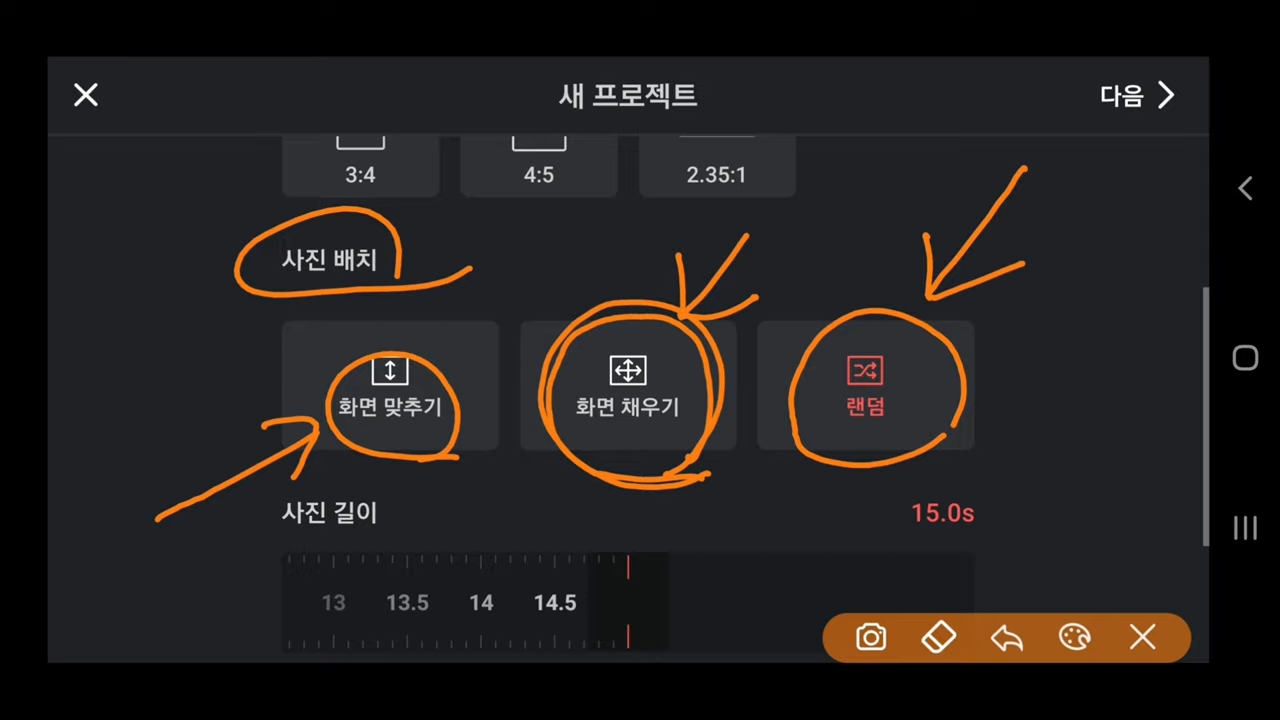 새 프로젝트
다음
3:4 4:5 2.35:1
사진 배치
화면 맞추기 화면 채우기 랜덤
사진 길이 15.0s
13 13.5 14 14.5